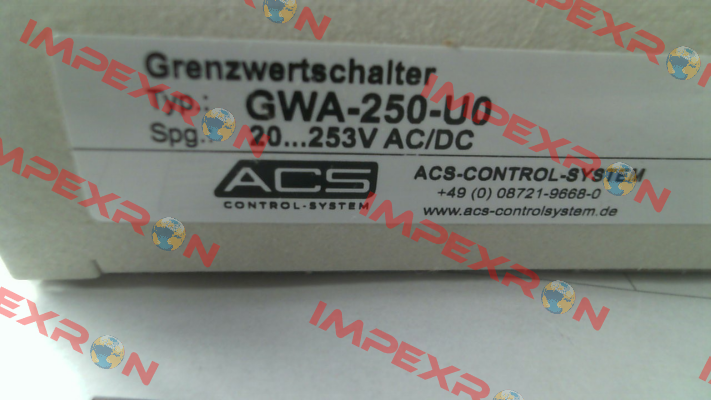 Grenzwertschalter
Typ.: GWA-250-U0
Spg.: 20...253V AC/DC
ACS
CONTROL-SYSTEM
ACS-CONTROL-SYSTEM
+49 (0) 08721-9668-0
www.acs-controlsystem.de
IMPEXRON
IMPEXRON
IMPEXRON
IMPEXRON
IMPEXRON
IMPEXRON